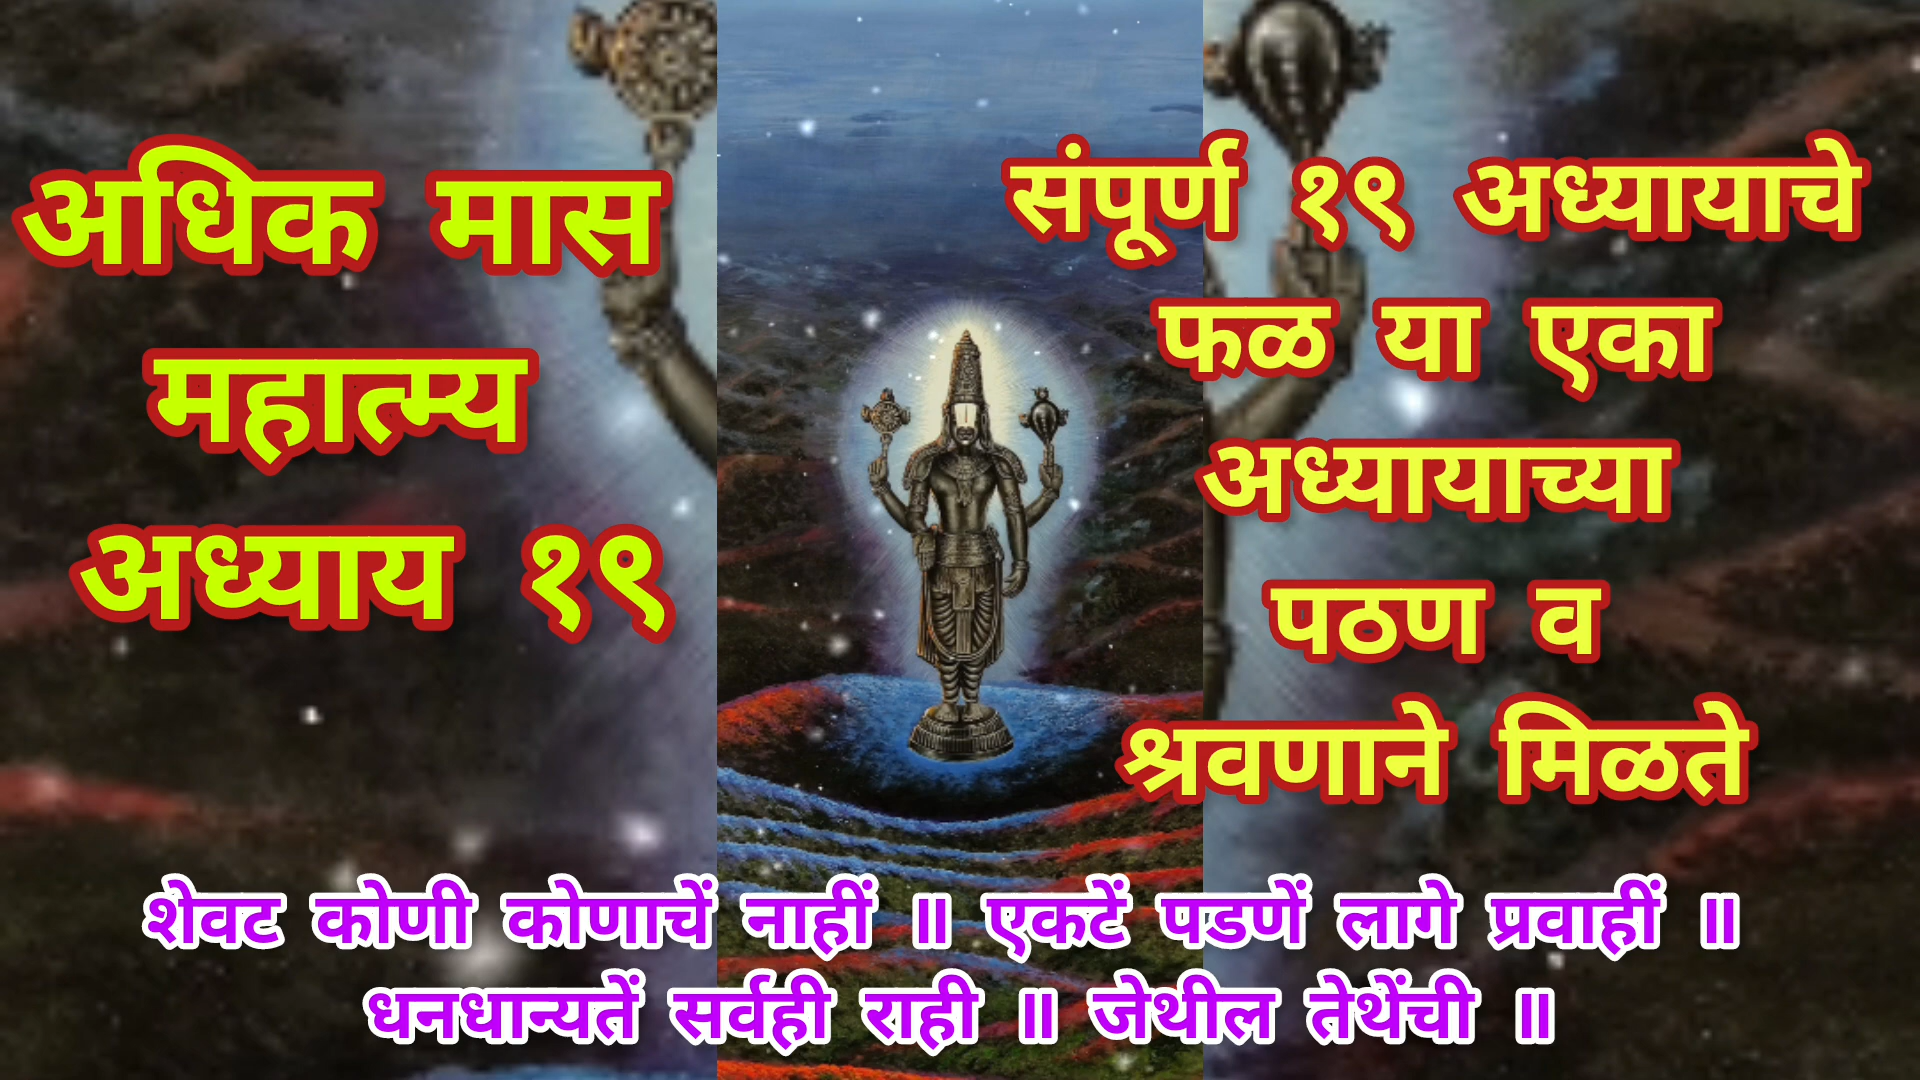 अधिक मास
महात्म्य
अध्याय १९
संपूर्ण १९ अध्यायाचे
फळ या एका
अध्यायाच्या
पठण व
श्रवणाने मिळते
शेवट कोणी कोणाचें नाहीं ॥ एकटें पडणें लागे प्रवाहीं ॥
धनधान्यतें सर्वही राही ॥ जेथील तेथेंची ॥